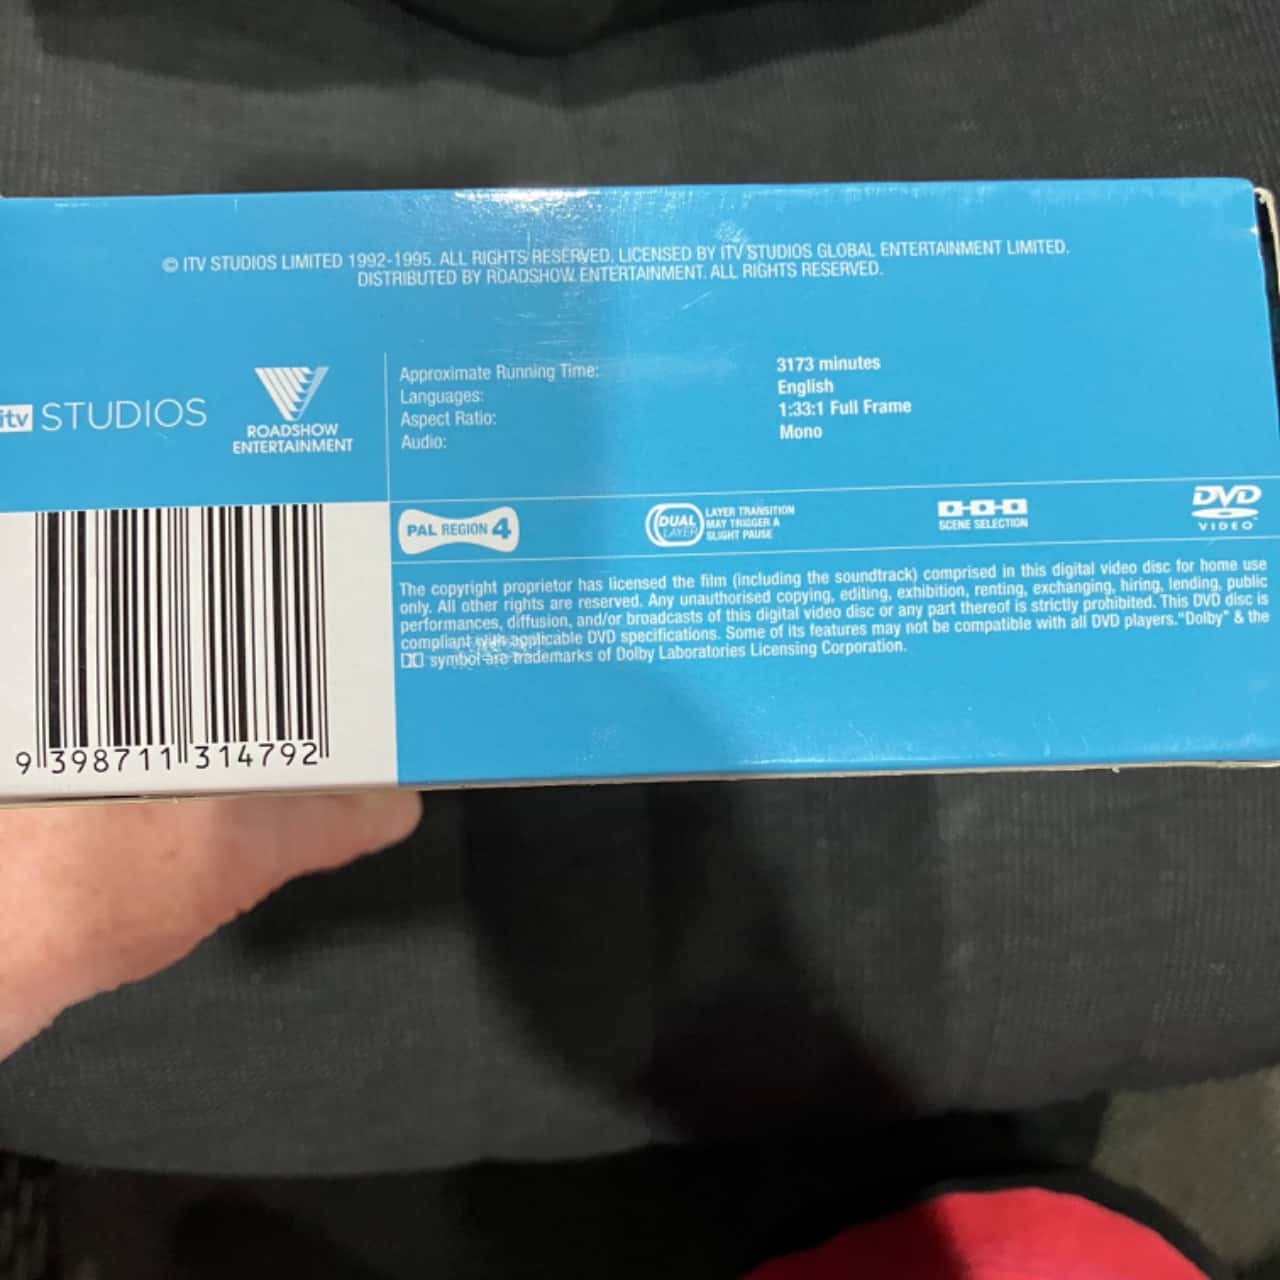 © ITV STUDIOS LIMITED 1992-1995. ALL RIGHTS RESERVED. LICENSED BY ITV STUDIOS GLOBAL ENTERTAINMENT LIMITED.
DISTRIBUTED BY ROADSHOW ENTERTAINMENT. ALL RIGHTS RESERVED.
itv STUDIOS
ROADSHOW
ENTERTAINMENT
Approximate Running Time: 3173 minutes
Languages: English
Aspect Ratio: 1:33:1 Full Frame
Audio: Mono
PAL REGION 4
DUAL
LAYER
LAYER TRANSITION
MAY TRIGGER A
SLIGHT PAUSE
SCENE SELECTION
DVD
VIDEO™
The copyright proprietor has licensed the film (including the soundtrack) comprised in this digital video disc for home use
only. All other rights are reserved. Any unauthorised copying, editing, exhibition, renting, exchanging, hiring, lending, public
performances, diffusion, and/or broadcasts of this digital video disc or any part thereof is strictly prohibited. This DVD disc is
compliant with applicable DVD specifications. Some of its features may not be compatible with all DVD players. "Dolby" & the
symbol are trademarks of Dolby Laboratories Licensing Corporation.
9 398711 314792